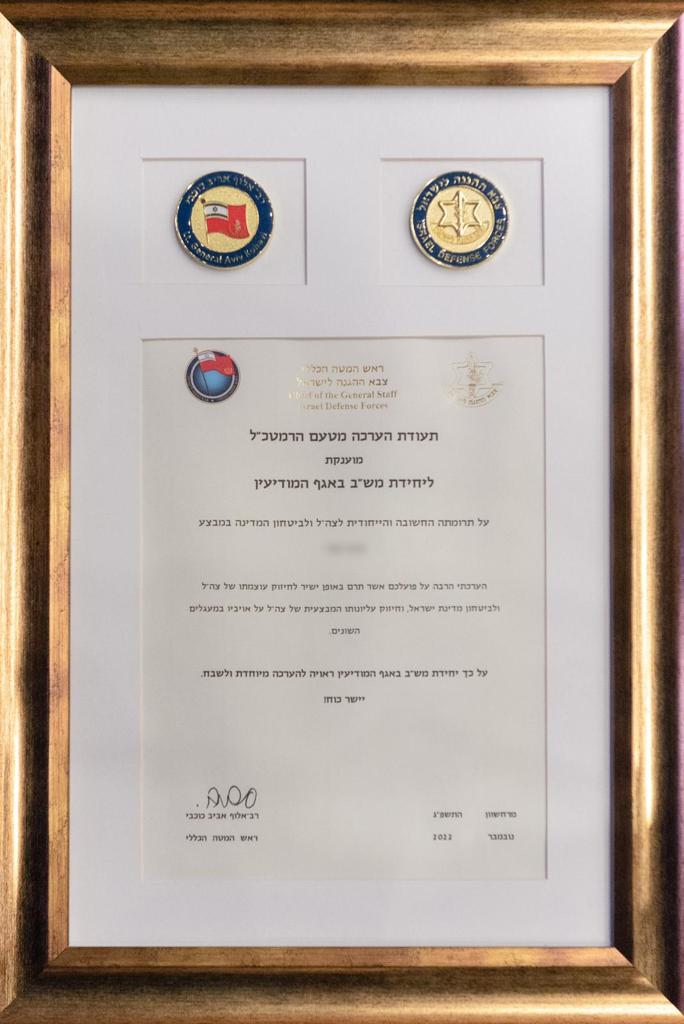 רב־אלוף אביב כוכבי
Lt. General Aviv Kohavi
צבא ההגנה לישראל
ISRAEL DEFENSE FORCES
ראש המטה הכללי
צבא ההגנה לישראל
Chief of the General Staff
Israel Defense Forces
צבא ההגנה לישראל
תעודת הערכה מטעם הרמטכ"ל
מוענקת
ליחידת מש"ב באגף המודיעין
על תרומתה החשובה והייחודית לצה"ל ולביטחון המדינה במבצע
הערכתי הרבה על פועלכם אשר תרם באופן ישיר לחיזוק עוצמתו של צה"ל
ולביטחון מדינת ישראל, וחיזוק עליונותו המבצעית של צה"ל על אויביו במעגלים
השונים.
על כך יחידת מש"ב באגף המודיעין ראויה להערכה מיוחדת ולשבח.
יישר כוח!
מרחשוון התשפ"ג
נובמבר 2022
רב־אלוף אביב כוכבי
ראש המטה הכללי